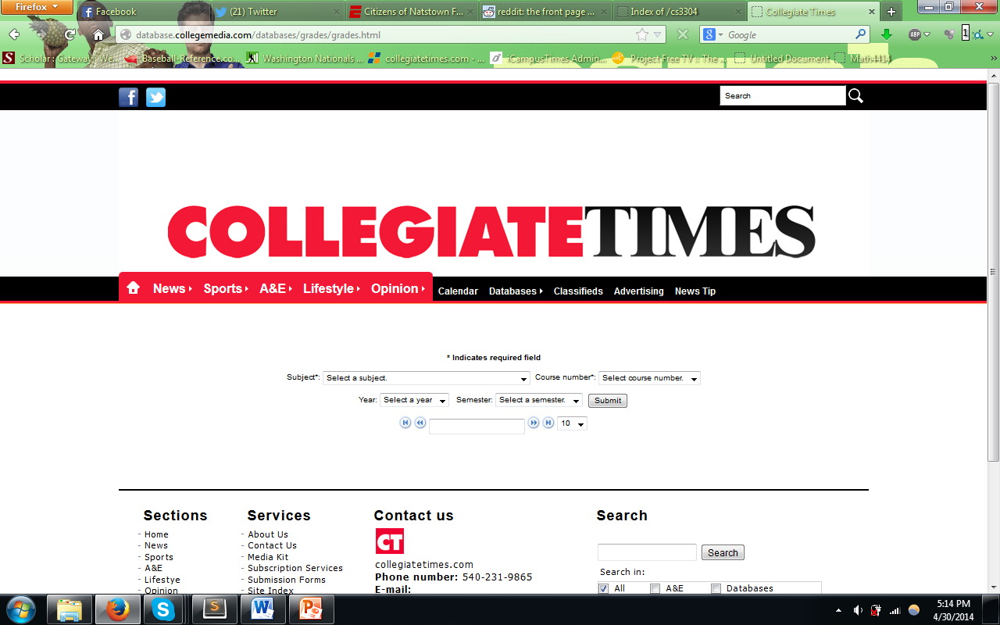 Firefox
Facebook
(21) Twitter
Citizens of Natstown F...
reddit: the front page ...
Index of /cs3304
Collegiate Times
database.collegemedia.com/databases/grades/grades.html
Google
ABP
1
Scholar : Gateway : We...
Baseball-Reference.co...
Washington Nationals ...
collegiatetimes.com - ...
iCampusTimes Admin...
Project Free TV :: The ...
Untitled Document
Math4414
Search
COLLEGIATETIMES
News
Sports
A&E
Lifestyle
Opinion
Calendar
Databases
Classifieds
Advertising
News Tip
* Indicates required field
Subject*: Select a subject. Course number*: Select course number.
Year: Select a year Semester: Select a semester. Submit
10
Sections
- Home
- News
- Sports
- A&E
- Lifestye
- Opinion
Services
- About Us
- Contact Us
- Media Kit
- Subscription Services
- Submission Forms
- Site Index
Contact us
CT
collegiatetimes.com
Phone number: 540-231-9865
E-mail:
Search
Search
Search in:
All A&E Databases
5:14 PM
4/30/2014